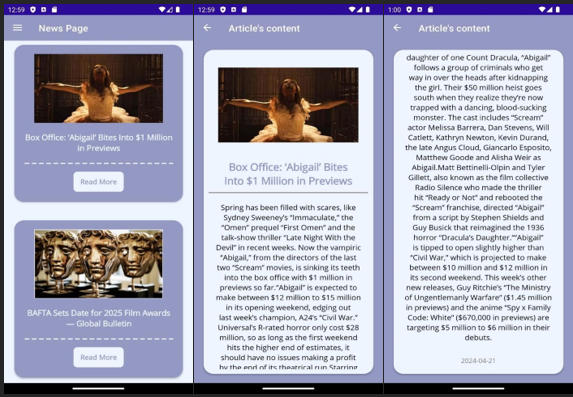 12:59
News Page
Box Office: ‘Abigail’ Bites Into $1 Million
in Previews
Read More
BAFTA Sets Date for 2025 Film Awards
— Global Bulletin
Read More
12:59
Article's content
Box Office: ‘Abigail’ Bites
Into $1 Million in Previews
Spring has been filled with scares, like
Sydney Sweeney's “Immaculate,” the
“Omen” prequel “First Omen” and the
talk-show thriller “Late Night With the
Devil” in recent weeks. Now the vampiric
“Abigail,” from the directors of the last
two “Scream” movies, is sinking its teeth
into the box office with $1 million in
previews so far.“Abigail” is expected to
make between $12 million to $15 million
in its opening weekend, edging out
last week's champion, A24's “Civil War.”
Universal's R-rated horror only cost $28
million, so as long as the first weekend
hits the higher end of estimates, it
should have no issues making a profit
by the end of its theatrical run.Starring
1:00
Article's content
daughter of one Count Dracula, “Abigail”
follows a group of criminals who get
way in over the heads after kidnapping
the girl. Their $50 million heist goes
south when they realize they're now
trapped with a dancing, blood-sucking
monster. The cast includes “Scream”
actor Melissa Barrera, Dan Stevens, Will
Catlett, Kathryn Newton, Kevin Durand,
the late Angus Cloud, Giancarlo Esposito,
Matthew Goode and Alisha Weir as
Abigail.Matt Bettinelli-Olpin and Tyler
Gillett, also known as the film collective
Radio Silence who made the thriller
hit “Ready or Not” and rebooted the
“Scream” franchise, directed “Abigail”
from a script by Stephen Shields and
Guy Busick that reimagined the 1936
horror “Dracula's Daughter.”“Abigail”
is tipped to open slightly higher than
“Civil War,” which is projected to make
between $10 million and $12 million in
its second weekend. This week's other
new releases, Guy Ritchie's “The Ministry
of Ungentlemanly Warfare” ($1.45 million
in previews) and the anime “Spy x Family
Code: White” ($670,000 in previews) are
targeting $5 million to $6 million in their
debuts.
2024-04-21